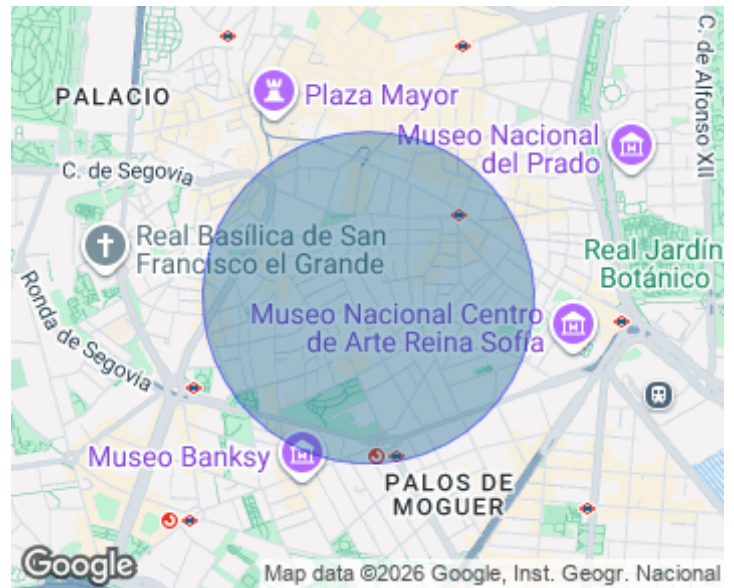 C. de Alfonso XII
PALACIO
Plaza Mayor
Museo Nacional
del Prado
C. de Segovia
Real Basílica de San
Francisco el Grande
Real Jardín
Botánico
Ronda de Segovia
Museo Nacional Centro
de Arte Reina Sofía
Museo Banksy
PALOS DE
MOGUER
Google
Map data ©2026 Google, Inst. Geogr. Nacional